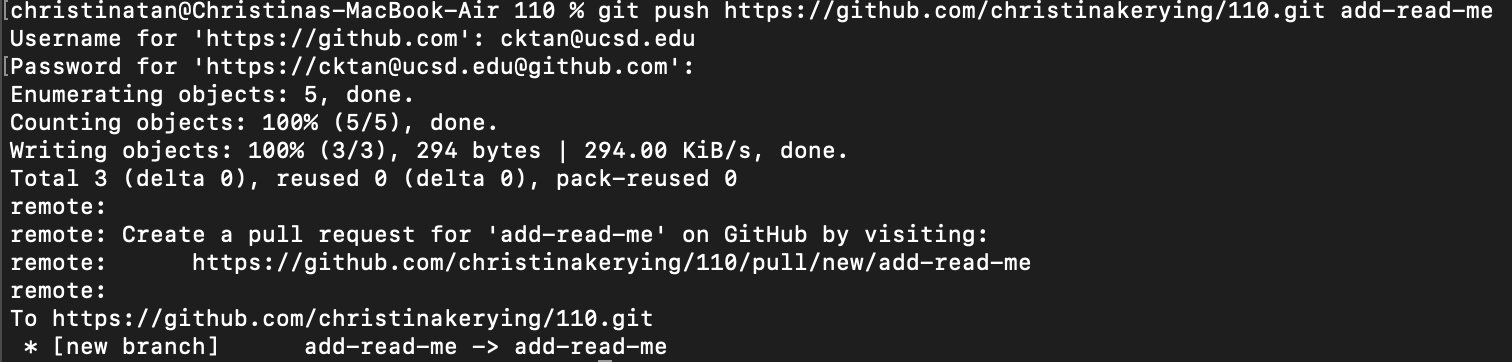 [christinatan@Christinas-MacBook-Air 110 % git push https://github.com/christinakerying/110.git add-read-me
Username for 'https://github.com': cktan@ucsd.edu
[Password for 'https://cktan@ucsd.edu@github.com':
Enumerating objects: 5, done.
Counting objects: 100% (5/5), done.
Writing objects: 100% (3/3), 294 bytes | 294.00 KiB/s, done.
Total 3 (delta 0), reused 0 (delta 0), pack-reused 0
remote:
remote: Create a pull request for 'add-read-me' on GitHub by visiting:
remote:      https://github.com/christinakerying/110/pull/new/add-read-me
remote:
To https://github.com/christinakerying/110.git
 * [new branch]      add-read-me -> add-read-me